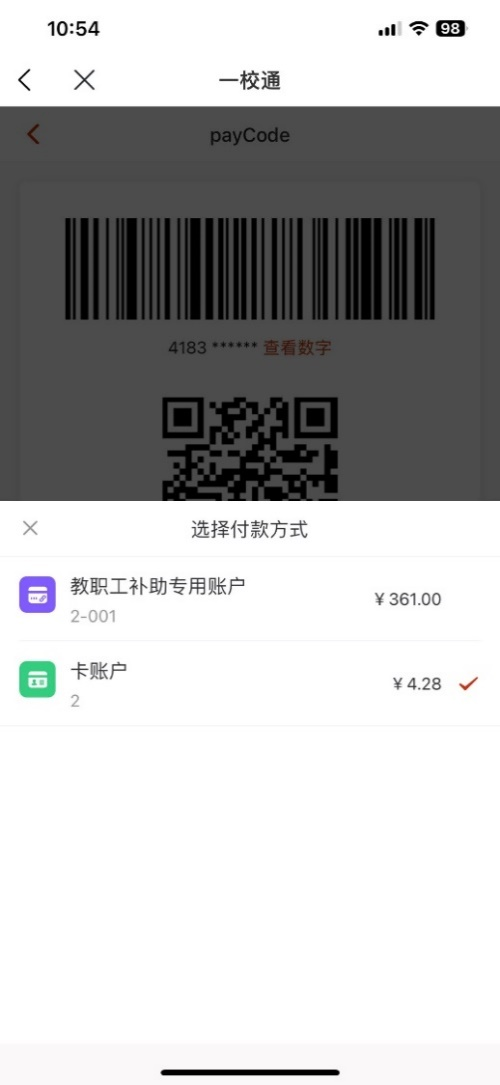 10:54
98
一校通
payCode
4183 ****** 查看数字
选择付款方式
教职工补助专用账户
¥ 361.00
2-001
卡账户
¥ 4.28
2